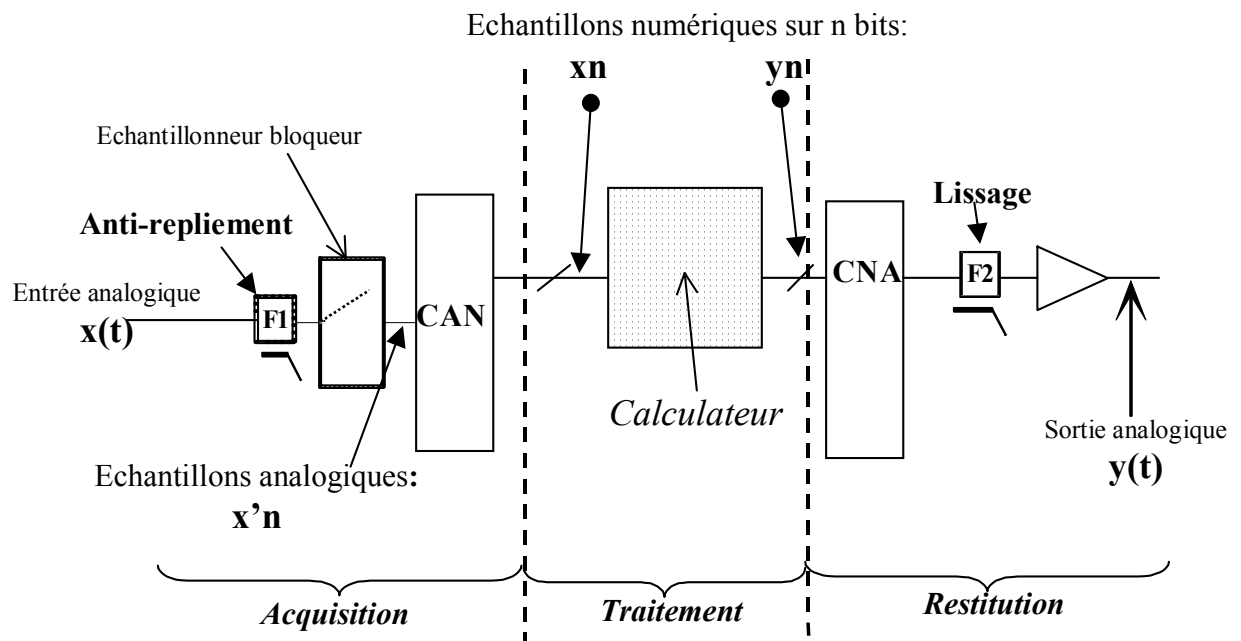 Echantillons numériques sur n bits:
xn
yn
Echantillonneur bloqueur
Anti-repliement
Lissage
Entrée analogique
x(t)
F1
CAN
CNA
F2
Calculateur
Sortie analogique
y(t)
Echantillons analogiques:
x’n
Acquisition
Traitement
Restitution